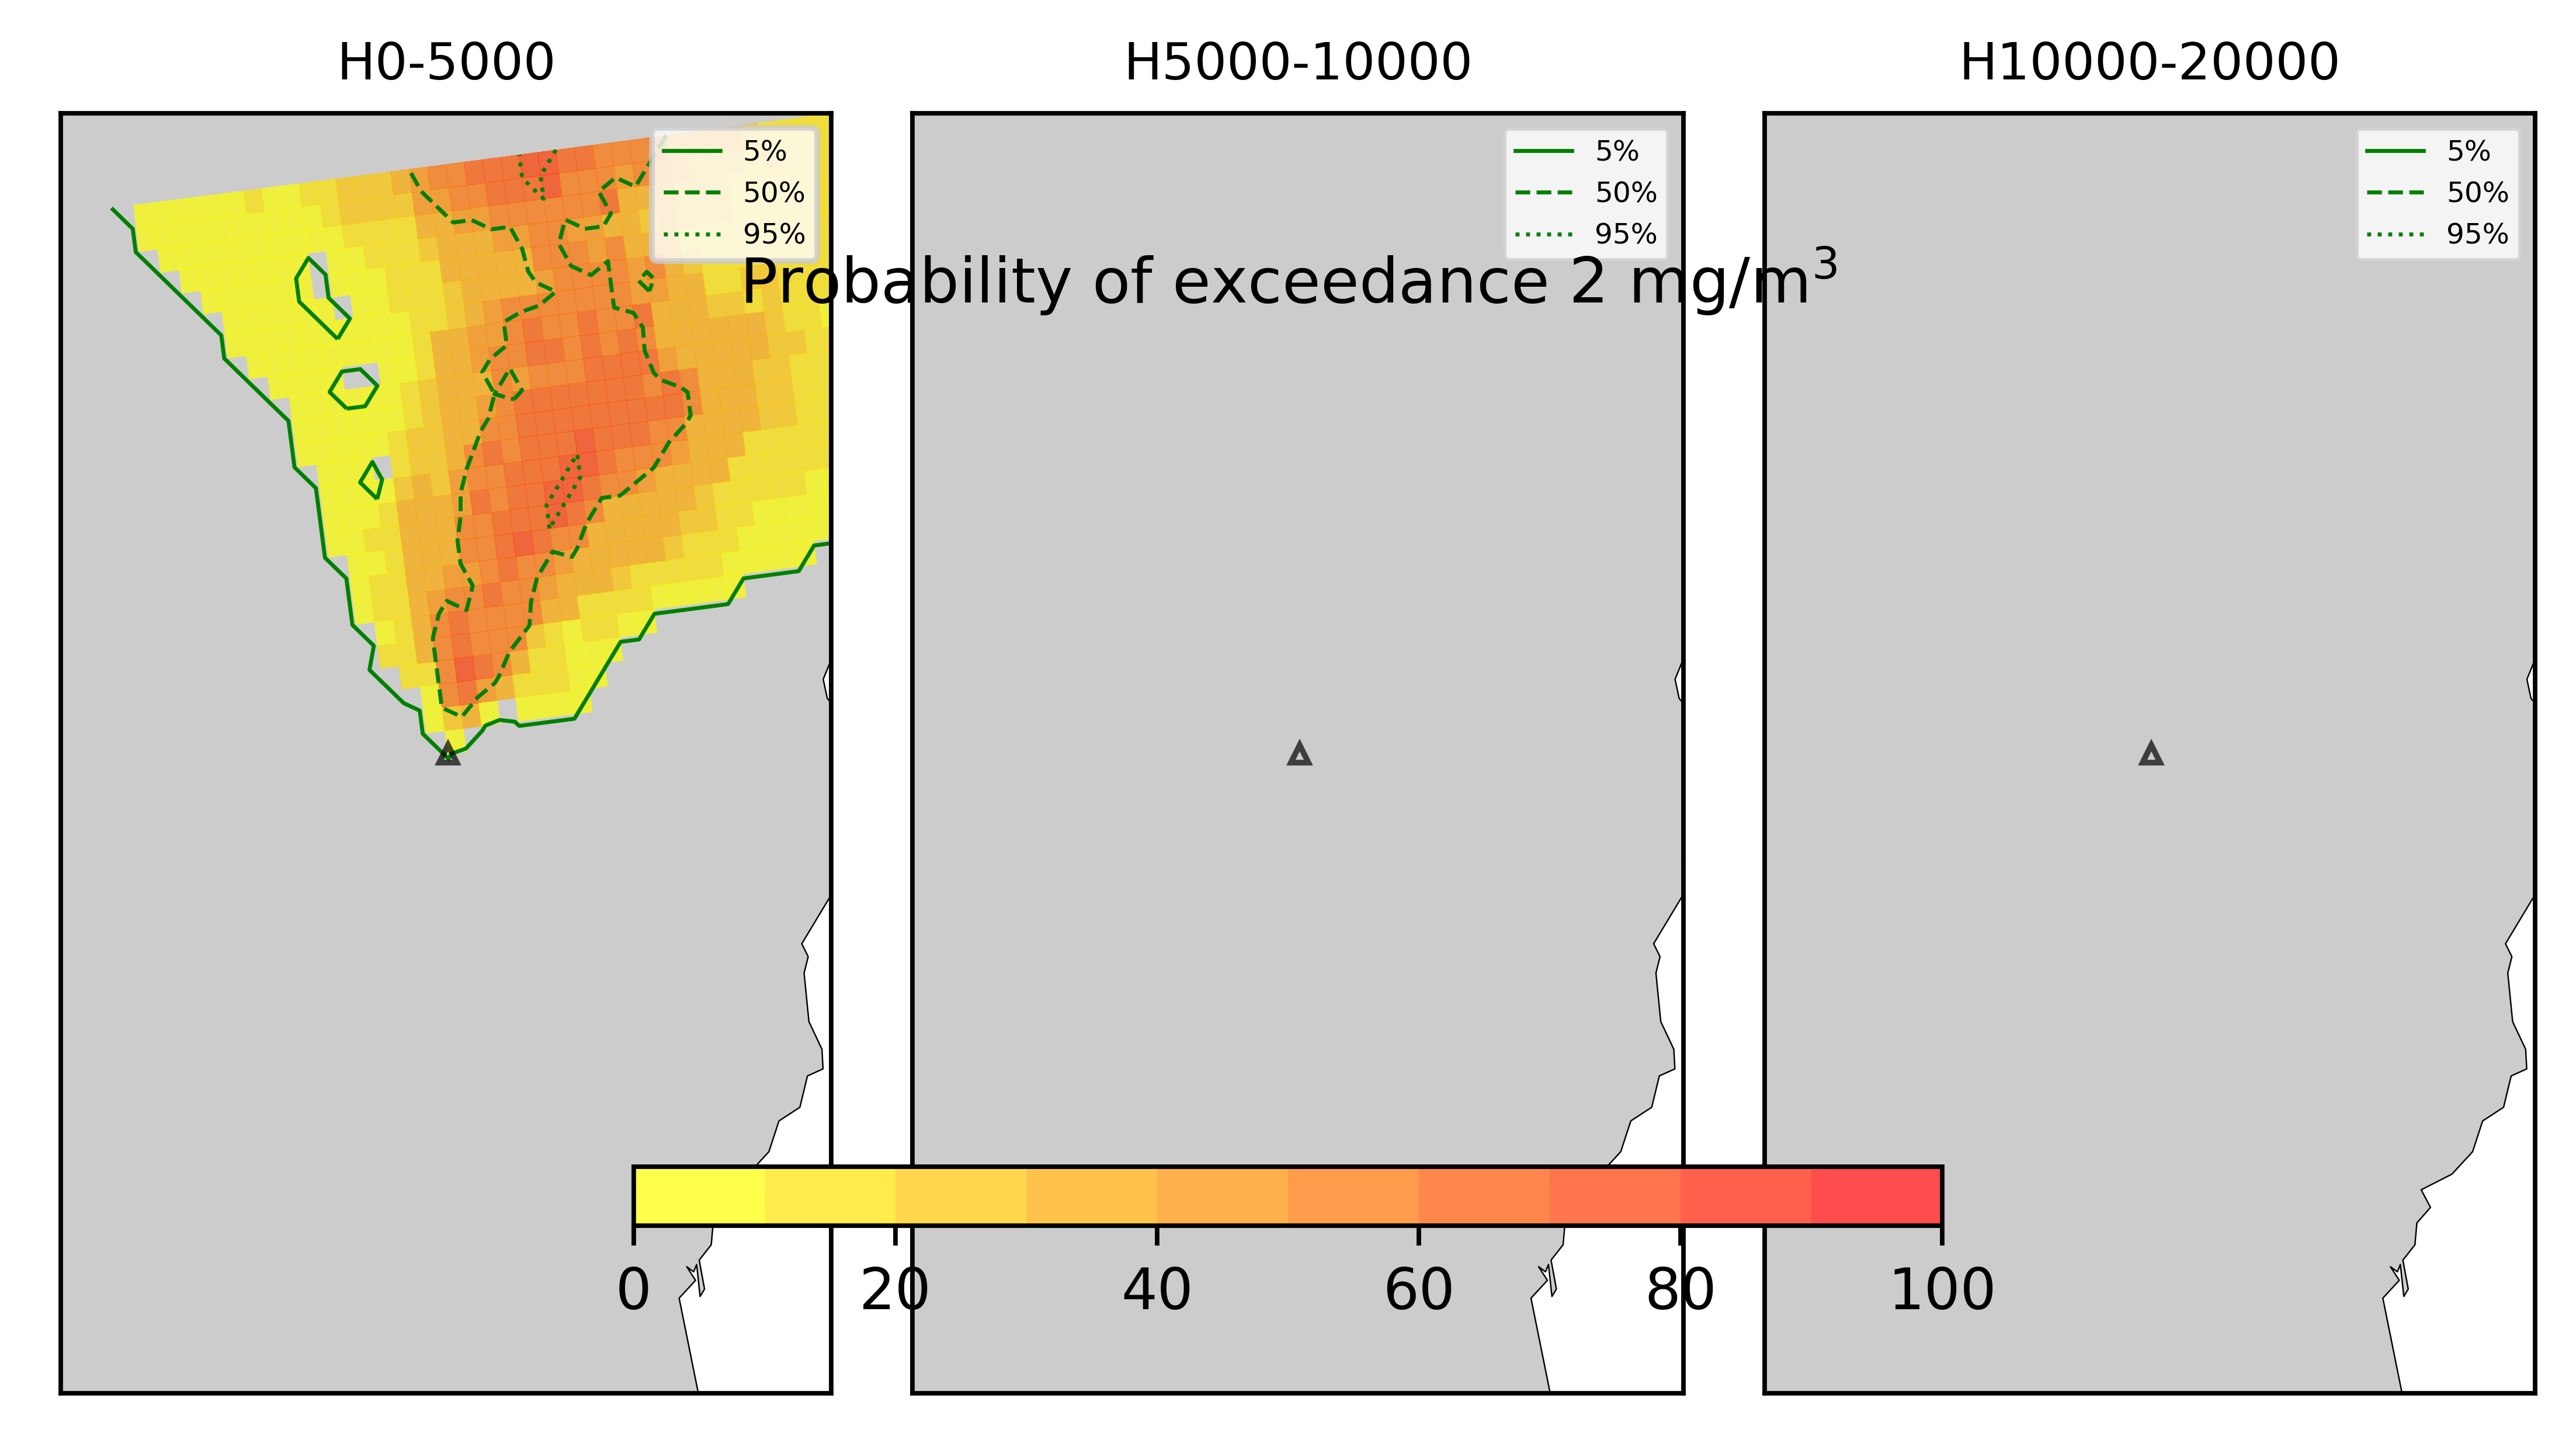 H0-5000 H5000-10000 H10000-20000
5% 5% 5%
50% 50% 50%
95% 95% 95%
Probability of exceedance 2 mg/m³
0 20 40 60 80 100